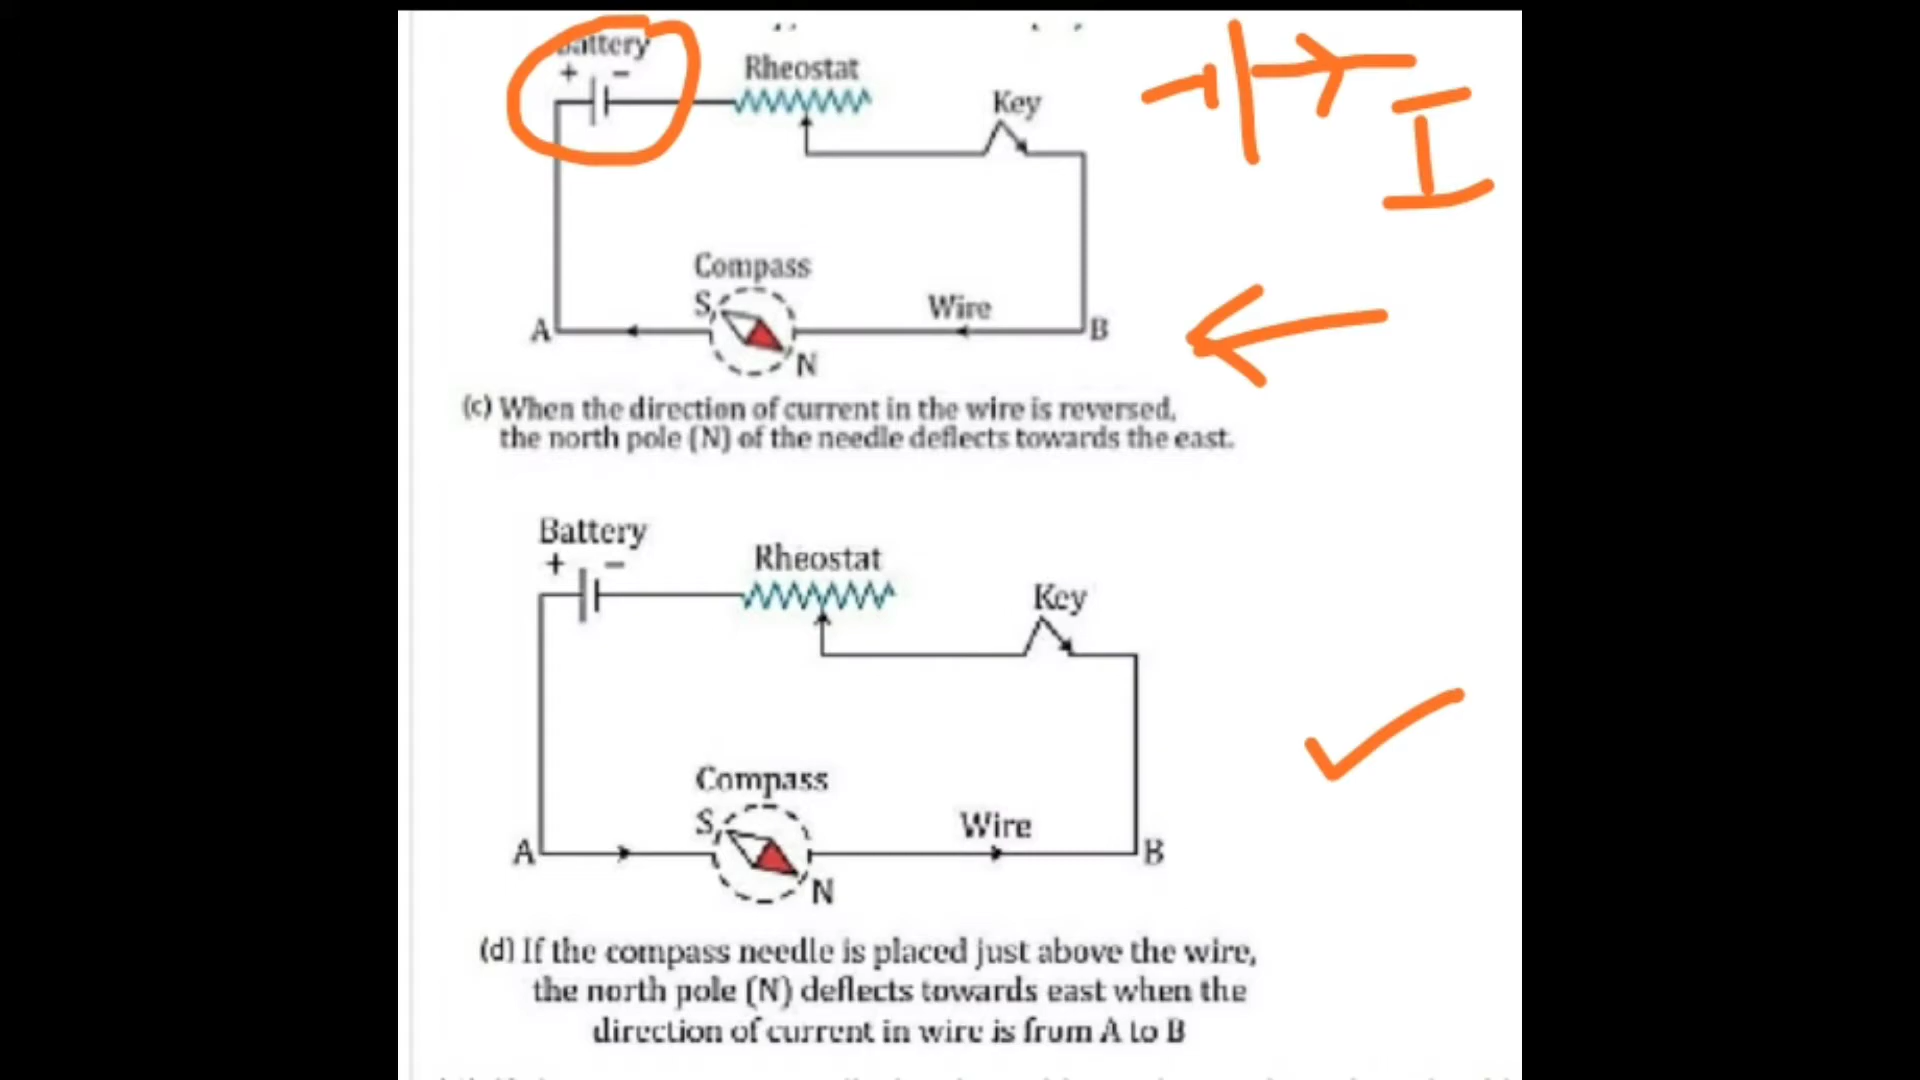 Battery
+ −
Rheostat
Key
I
Compass
S
Wire
A
B
N
(c) When the direction of current in the wire is reversed,
the north pole (N) of the needle deflects towards the east.
Battery
+ −
Rheostat
Key
Compass
S
Wire
A
B
N
(d) If the compass needle is placed just above the wire,
the north pole (N) deflects towards east when the
direction of current in wire is from A to B